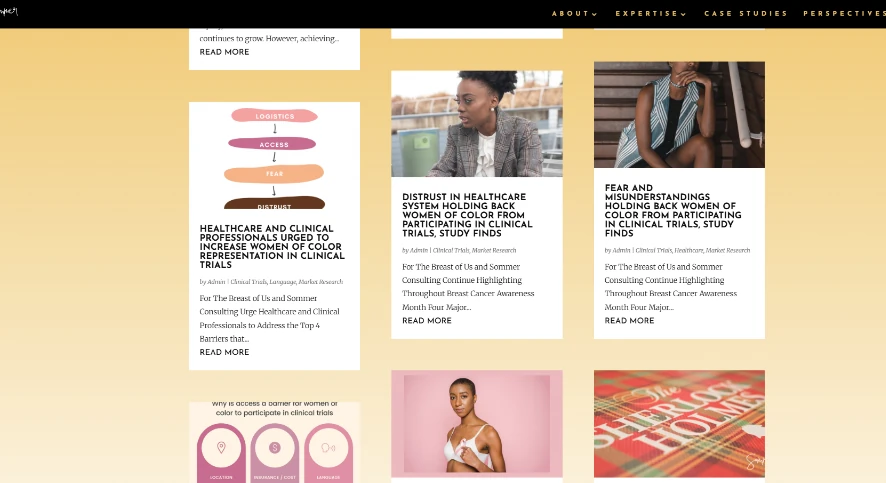 ABOUT EXPERTISE CASE STUDIES PERSPECTIVES
continues to grow. However, achieving...
READ MORE
LOGISTICS
ACCESS
FEAR
DISTRUST
HEALTHCARE AND CLINICAL
PROFESSIONALS URGED TO
INCREASE WOMEN OF COLOR
REPRESENTATION IN CLINICAL
TRIALS
by Admin | Clinical Trials, Language, Market Research
For The Breast of Us and Sommer
Consulting Urge Healthcare and Clinical
Professionals to Address the Top 4
Barriers that...
READ MORE
DISTRUST IN HEALTHCARE
SYSTEM HOLDING BACK
WOMEN OF COLOR FROM
PARTICIPATING IN CLINICAL
TRIALS, STUDY FINDS
by Admin | Clinical Trials, Market Research
For The Breast of Us and Sommer
Consulting Continue Highlighting
Throughout Breast Cancer Awareness
Month Four Major...
READ MORE
FEAR AND
MISUNDERSTANDINGS
HOLDING BACK WOMEN OF
COLOR FROM PARTICIPATING
IN CLINICAL TRIALS, STUDY
FINDS
by Admin | Clinical Trials, Healthcare, Market Research
For The Breast of Us and Sommer
Consulting Continue Highlighting
Throughout Breast Cancer Awareness
Month Four Major...
READ MORE
Why is access a barrier for women of
color to participate in clinical trials
LOCATION
INSURANCE / COST
LANGUAGE
The
SHERLOCK
HOLMES